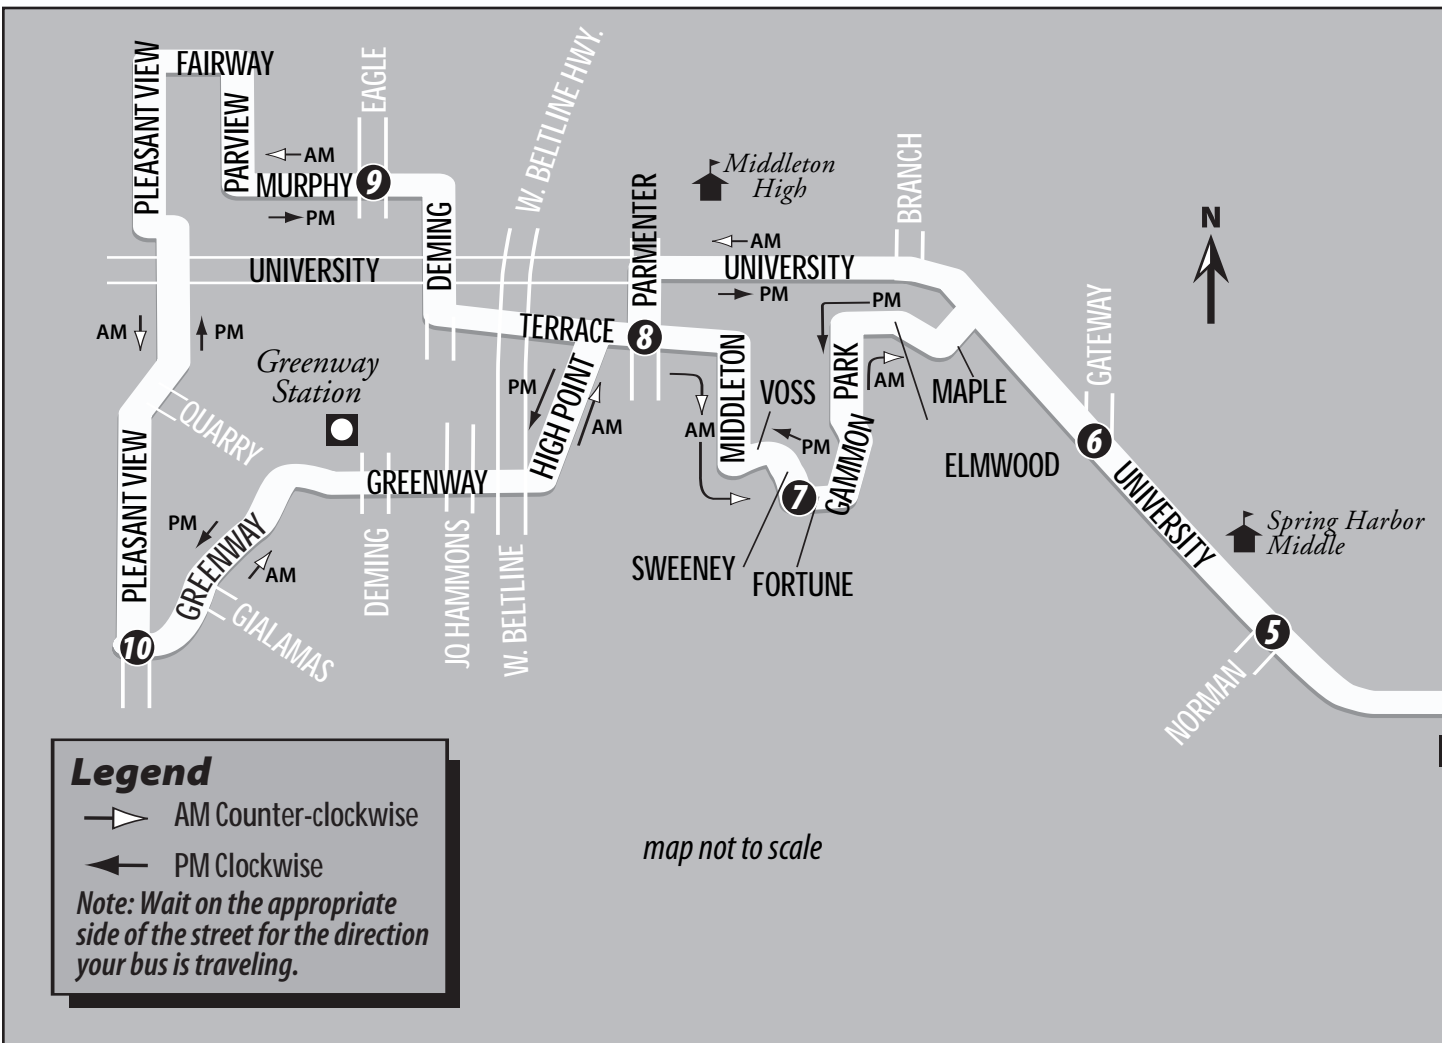 PLEASANT VIEW
FAIRWAY
PARVIEW
EAGLE
W. BELTLINE HWY.
AM
MURPHY
9
PM
DEMING
PARMENTER
Middleton
High
BRANCH
N
AM
UNIVERSITY
UNIVERSITY
PM
PM
AM
PM
TERRACE
8
Greenway
Station
PM
HIGH POINT
AM
MIDDLETON
AM
VOSS
PM
PARK
AM
MAPLE
GATEWAY
QUARRY
GAMMON
6
ELMWOOD
UNIVERSITY
PLEASANT VIEW
GREENWAY
7
PM
GREENWAY
AM
SWEENEY
FORTUNE
Spring Harbor
Middle
DEMING
JQ HAMMONS
W. BELTLINE
GIALAMAS
10
5
NORMAN
Legend
AM Counter-clockwise
PM Clockwise
Note: Wait on the appropriate
side of the street for the direction
your bus is traveling.
map not to scale